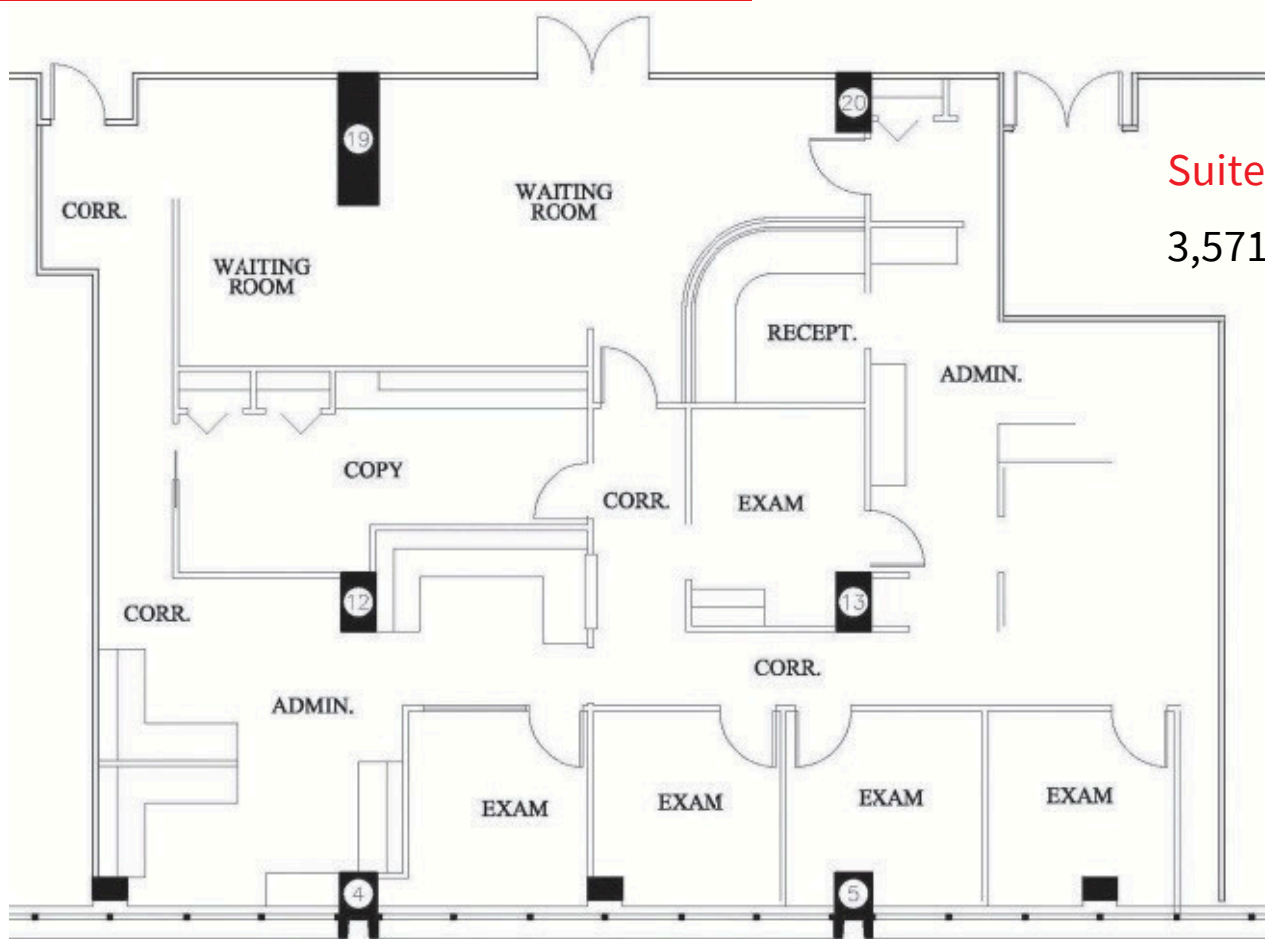 19
20
Suite
3,571
CORR.
WAITING
ROOM
WAITING
ROOM
RECEPT.
ADMIN.
COPY
CORR.
EXAM
12
13
CORR.
CORR.
ADMIN.
EXAM
EXAM
EXAM
EXAM
4
5